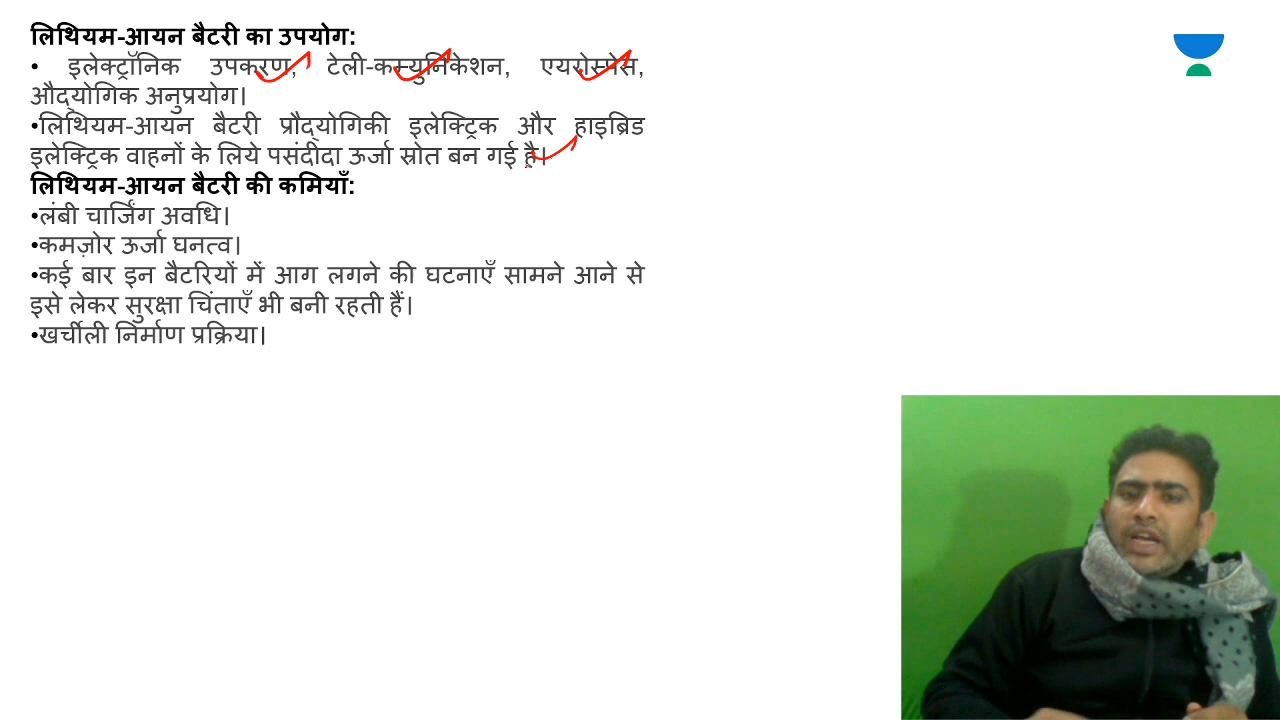 लिथियम-आयन बैटरी का उपयोग:
• इलेक्ट्रॉनिक उपकरण, टेली-कम्युनिकेशन, एयरोस्पेस,
औद्योगिक अनुप्रयोग।
•लिथियम-आयन बैटरी प्रौद्योगिकी इलेक्ट्रिक और हाइब्रिड
इलेक्ट्रिक वाहनों के लिये पसंदीदा ऊर्जा स्रोत बन गई है।
लिथियम-आयन बैटरी की कमियाँ:
•लंबी चार्जिंग अवधि।
•कमज़ोर ऊर्जा घनत्व।
•कई बार इन बैटरियों में आग लगने की घटनाएँ सामने आने से
इसे लेकर सुरक्षा चिंताएँ भी बनी रहती हैं।
•खर्चीली निर्माण प्रक्रिया।